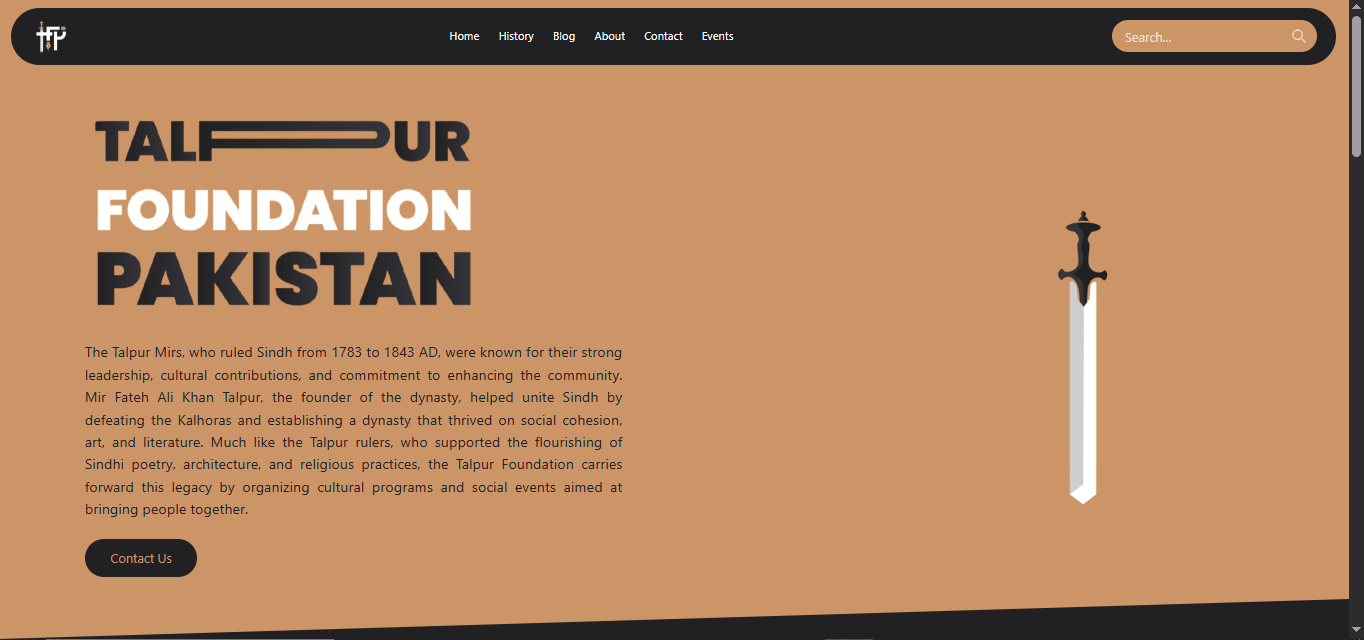 TFP
Home History Blog About Contact Events
Search...
TALPUR
FOUNDATION
PAKISTAN
The Talpur Mirs, who ruled Sindh from 1783 to 1843 AD, were known for their strong
leadership, cultural contributions, and commitment to enhancing the community.
Mir Fateh Ali Khan Talpur, the founder of the dynasty, helped unite Sindh by
defeating the Kalhoras and establishing a dynasty that thrived on social cohesion,
art, and literature. Much like the Talpur rulers, who supported the flourishing of
Sindhi poetry, architecture, and religious practices, the Talpur Foundation carries
forward this legacy by organizing cultural programs and social events aimed at
bringing people together.
Contact Us